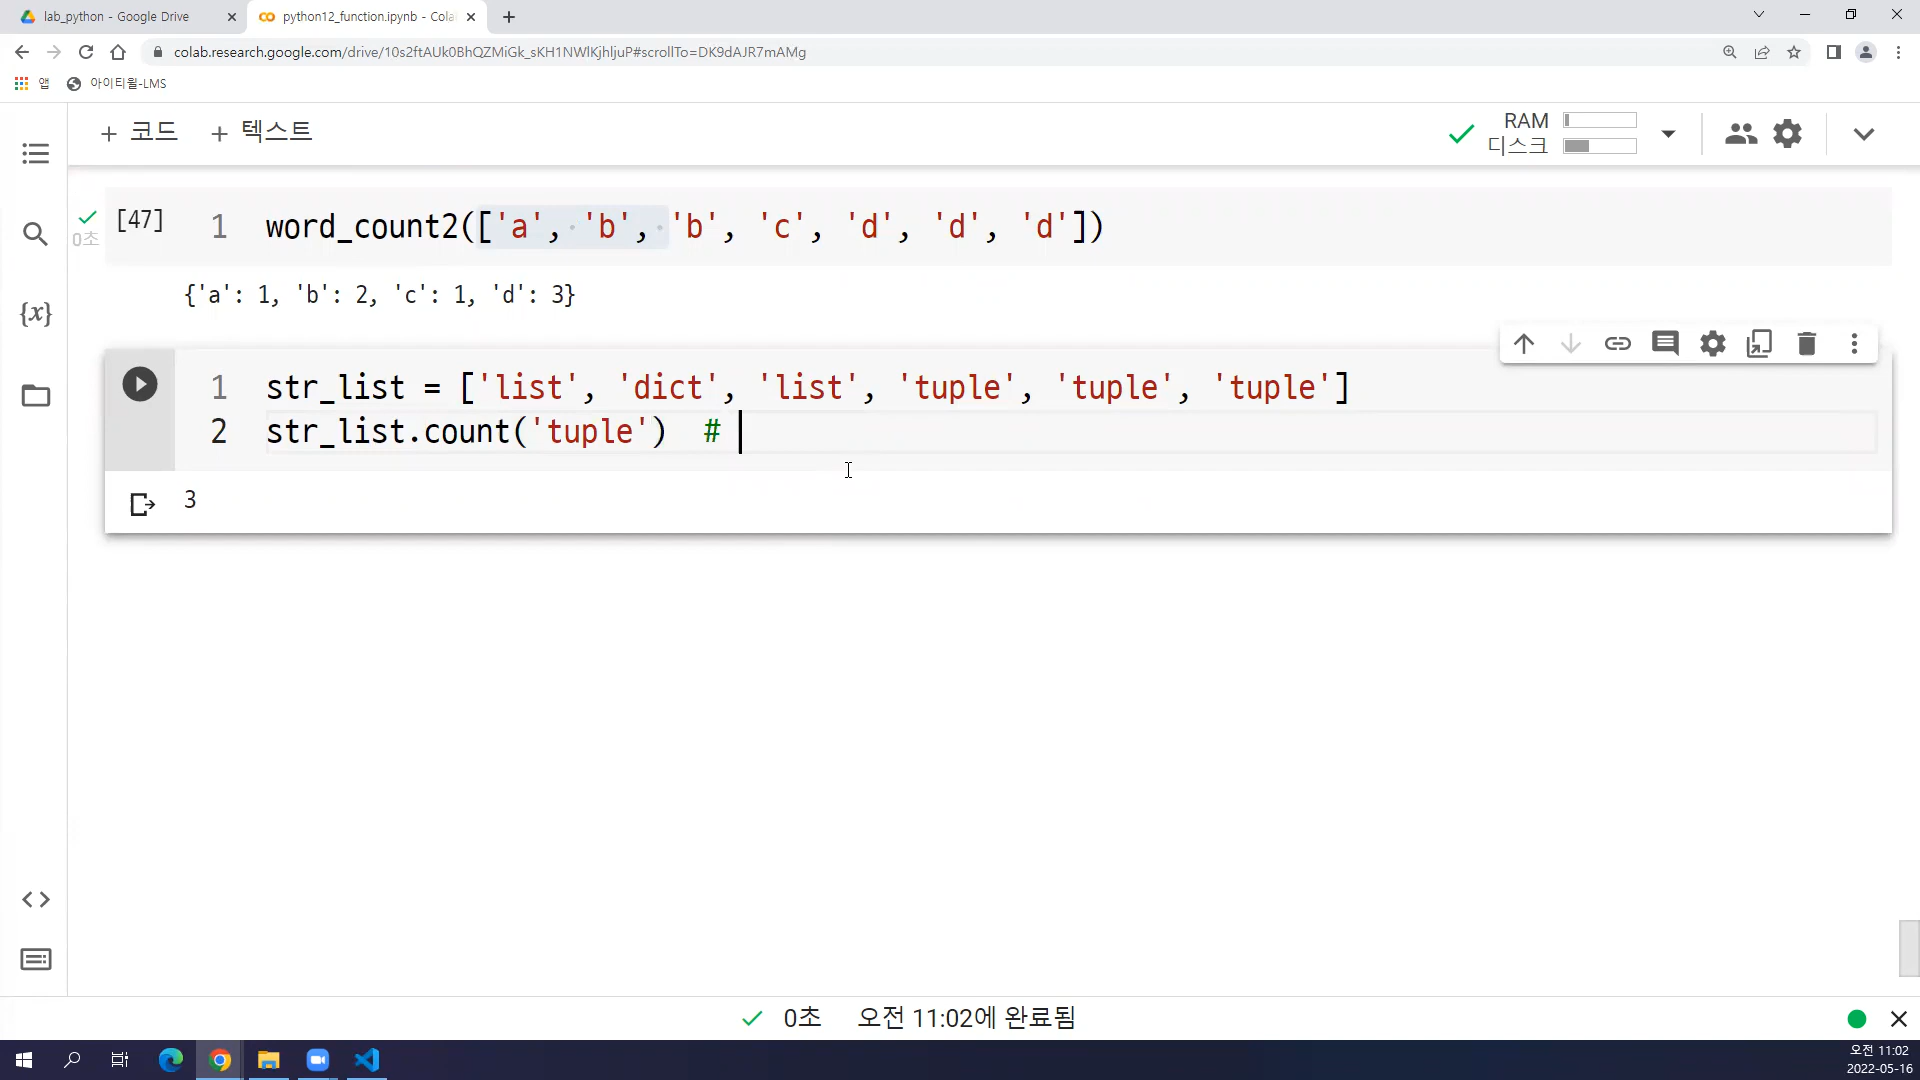 lab_python - Google Drive
python12_function.ipynb - Cola
colab.research.google.com/drive/10s2ftAUk0BhQZMiGk_sKH1NWlKjhljuP#scrollTo=DK9dAJR7mAMg
앱
아이티윌-LMS
+ 코드
+ 텍스트
RAM
디스크
0초
[47]
1 word_count2(['a', 'b', 'b', 'c', 'd', 'd', 'd'])
{'a': 1, 'b': 2, 'c': 1, 'd': 3}
{x}
1 str_list = ['list', 'dict', 'list', 'tuple', 'tuple', 'tuple']
2 str_list.count('tuple')  #
3
0초 오전 11:02에 완료됨
오전 11:02
2022-05-16